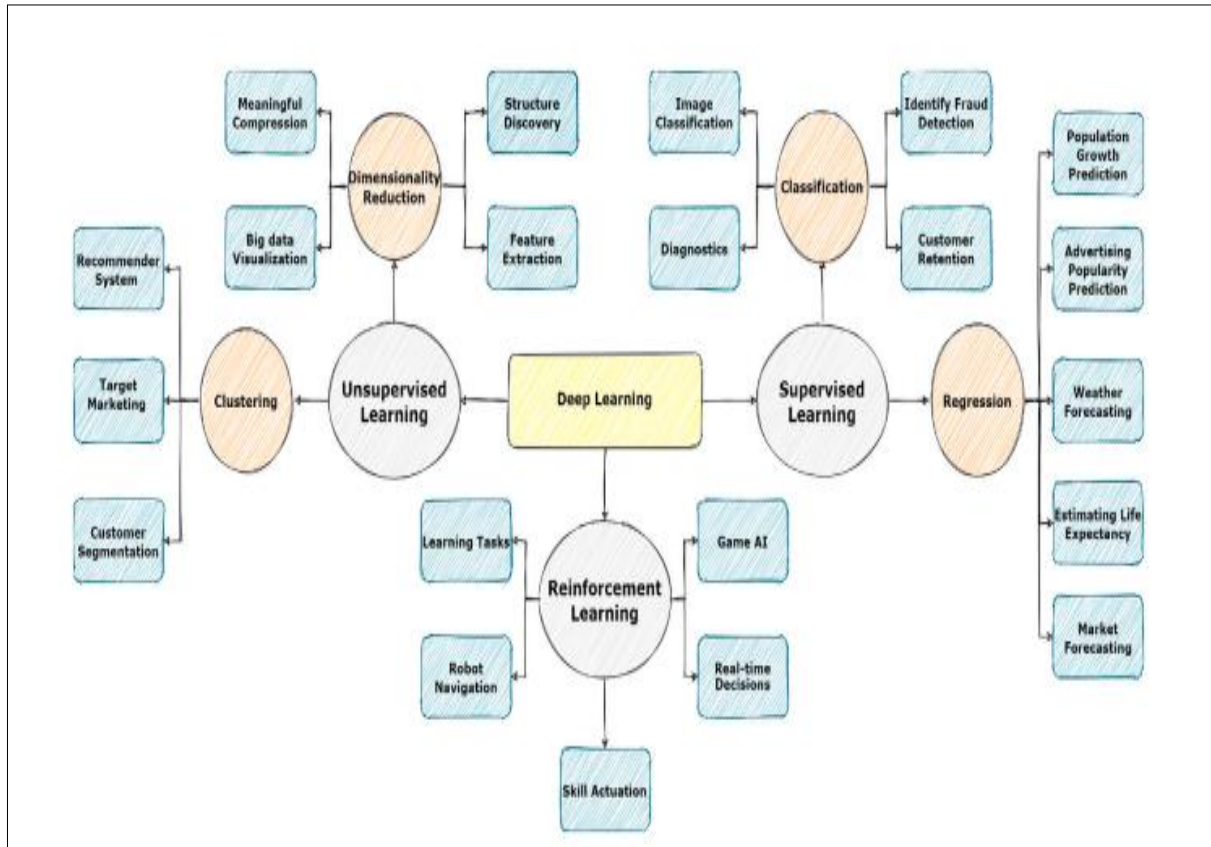 Meaningful
Compression
Structure
Discovery
Dimensionality
Reduction
Big data
Visualization
Feature
Extraction
Image
Classification
Identify Fraud
Detection
Classification
Diagnostics
Customer
Retention
Population
Growth
Prediction
Advertising
Popularity
Prediction
Recommender
System
Target
Marketing
Clustering
Unsupervised
Learning
Deep Learning
Supervised
Learning
Regression
Weather
Forecasting
Customer
Segmentation
Learning Tasks
Game AI
Estimating Life
Expectancy
Reinforcement
Learning
Robot
Navigation
Real-time
Decisions
Market
Forecasting
Skill Actuation